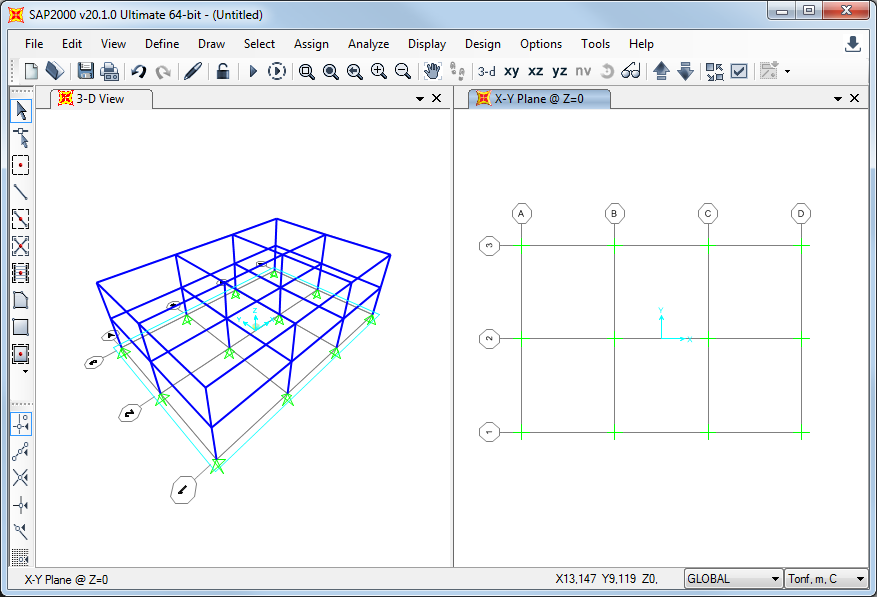 SAP2000 v20.1.0 Ultimate 64-bit - (Untitled)
File Edit View Define Draw Select Assign Analyze Display Design Options Tools Help
3-d xy xz yz nv
3-D View
X-Y Plane @ Z=0
A B C D
3
Y
2
X
1
Z
X-Y Plane @ Z=0
X13,147 Y9,119 Z0,
GLOBAL
Tonf, m, C